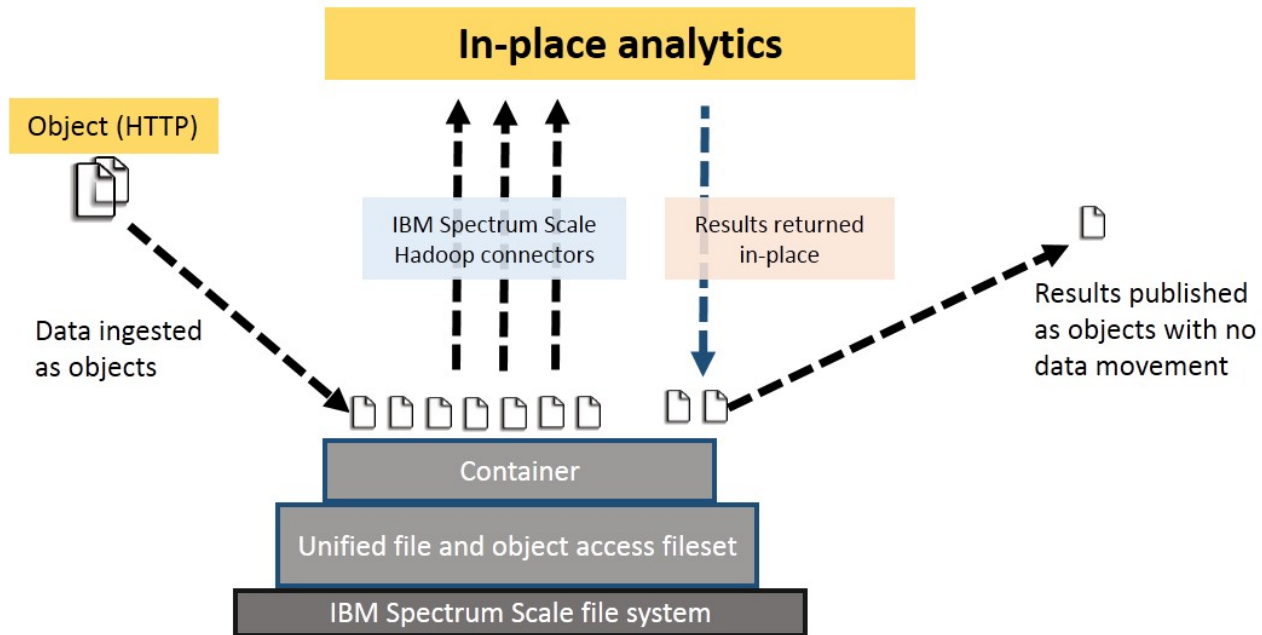 In-place analytics
Object (HTTP)
IBM Spectrum Scale
Hadoop connectors
Results returned
in-place
Data ingested
as objects
Results published
as objects with no
data movement
Container
Unified file and object access fileset
IBM Spectrum Scale file system